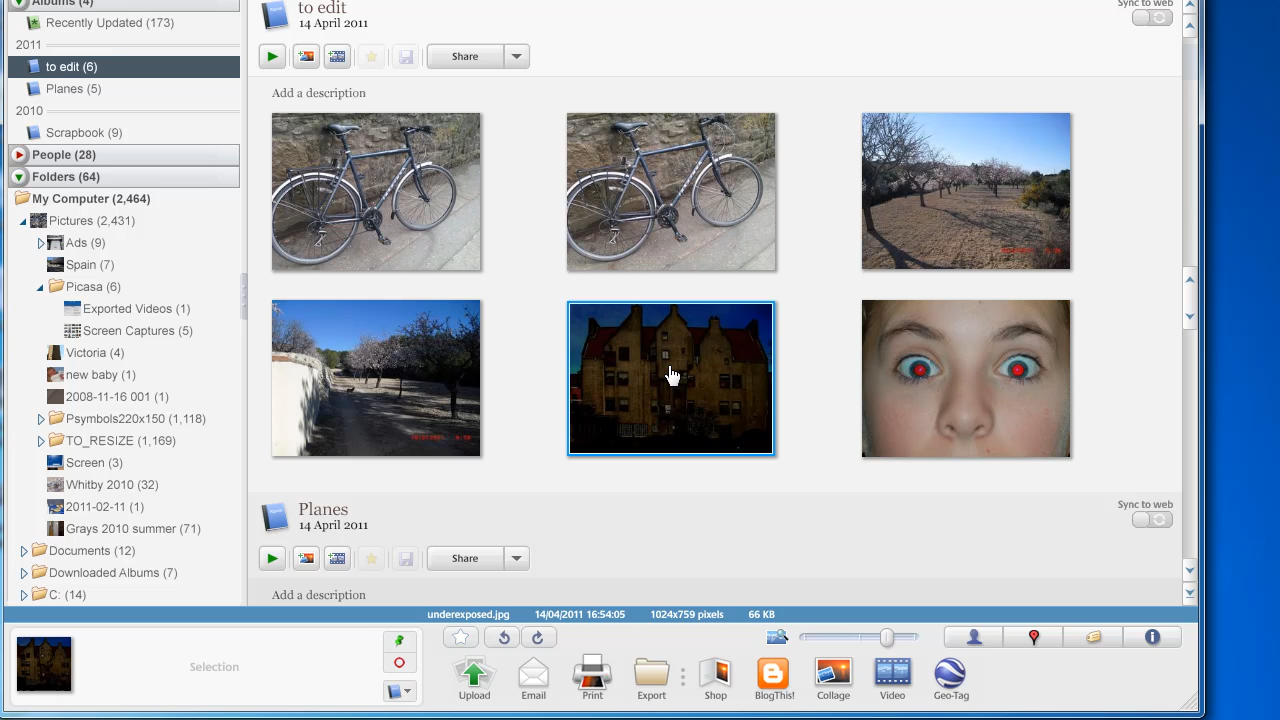 Albums (4)
Recently Updated (173)
2011
to edit (6)
Planes (5)
2010
Scrapbook (9)
People (28)
Folders (64)
My Computer (2,464)
Pictures (2,431)
Ads (9)
Spain (7)
Picasa (6)
Exported Videos (1)
Screen Captures (5)
Victoria (4)
new baby (1)
2008-11-16 001 (1)
Psymbols220x150 (1,118)
TO_RESIZE (1,169)
Screen (3)
Whitby 2010 (32)
2011-02-11 (1)
Grays 2010 summer (71)
Documents (12)
Downloaded Albums (7)
C: (14)
to edit
14 April 2011
Sync to web
Share
Add a description
Planes
14 April 2011
Sync to web
Share
Add a description
underexposed.jpg 14/04/2011 16:54:05 1024x759 pixels 66 KB
Selection
Upload Email Print Export Shop BlogThis! Collage Video Geo-Tag